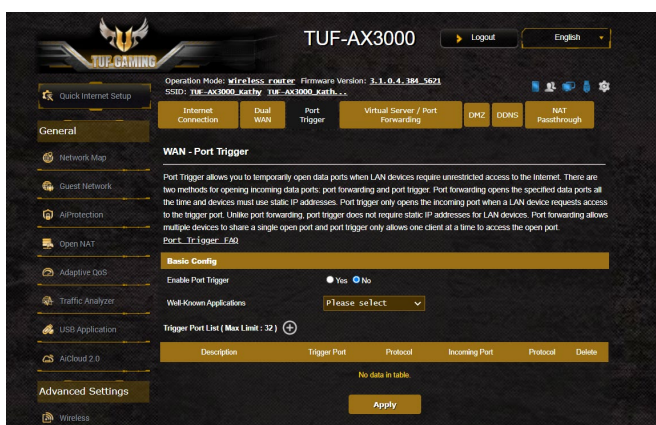 TUF GAMING
TUF-AX3000
Logout
English
Operation Mode: Wireless router Firmware Version: 3.1.0.4.384_5621
SSID: TUF-AX3000_Kathy TUF-AX3000_Kath...
Quick Internet Setup
General
Network Map
Guest Network
AiProtection
Open NAT
Adaptive QoS
Traffic Analyzer
USB Application
AiCloud 2.0
Advanced Settings
Wireless
Internet Connection
Dual WAN
Port Trigger
Virtual Server / Port Forwarding
DMZ
DDNS
NAT Passthrough
WAN - Port Trigger
Port Trigger allows you to temporarily open data ports when LAN devices require unrestricted access to the Internet. There are
two methods for opening incoming data ports: port forwarding and port trigger. Port forwarding opens the specified data ports all
the time and devices must use static IP addresses. Port trigger only opens the incoming port when a LAN device requests access
to the trigger port. Unlike port forwarding, port trigger does not require static IP addresses for LAN devices. Port forwarding allows
multiple devices to share a single open port and port trigger only allows one client at a time to access the open port.
Port Trigger FAQ
Basic Config
Enable Port Trigger Yes No
Well-Known Applications Please select
Trigger Port List ( Max Limit : 32 )
Description Trigger Port Protocol Incoming Port Protocol Delete
No data in table.
Apply